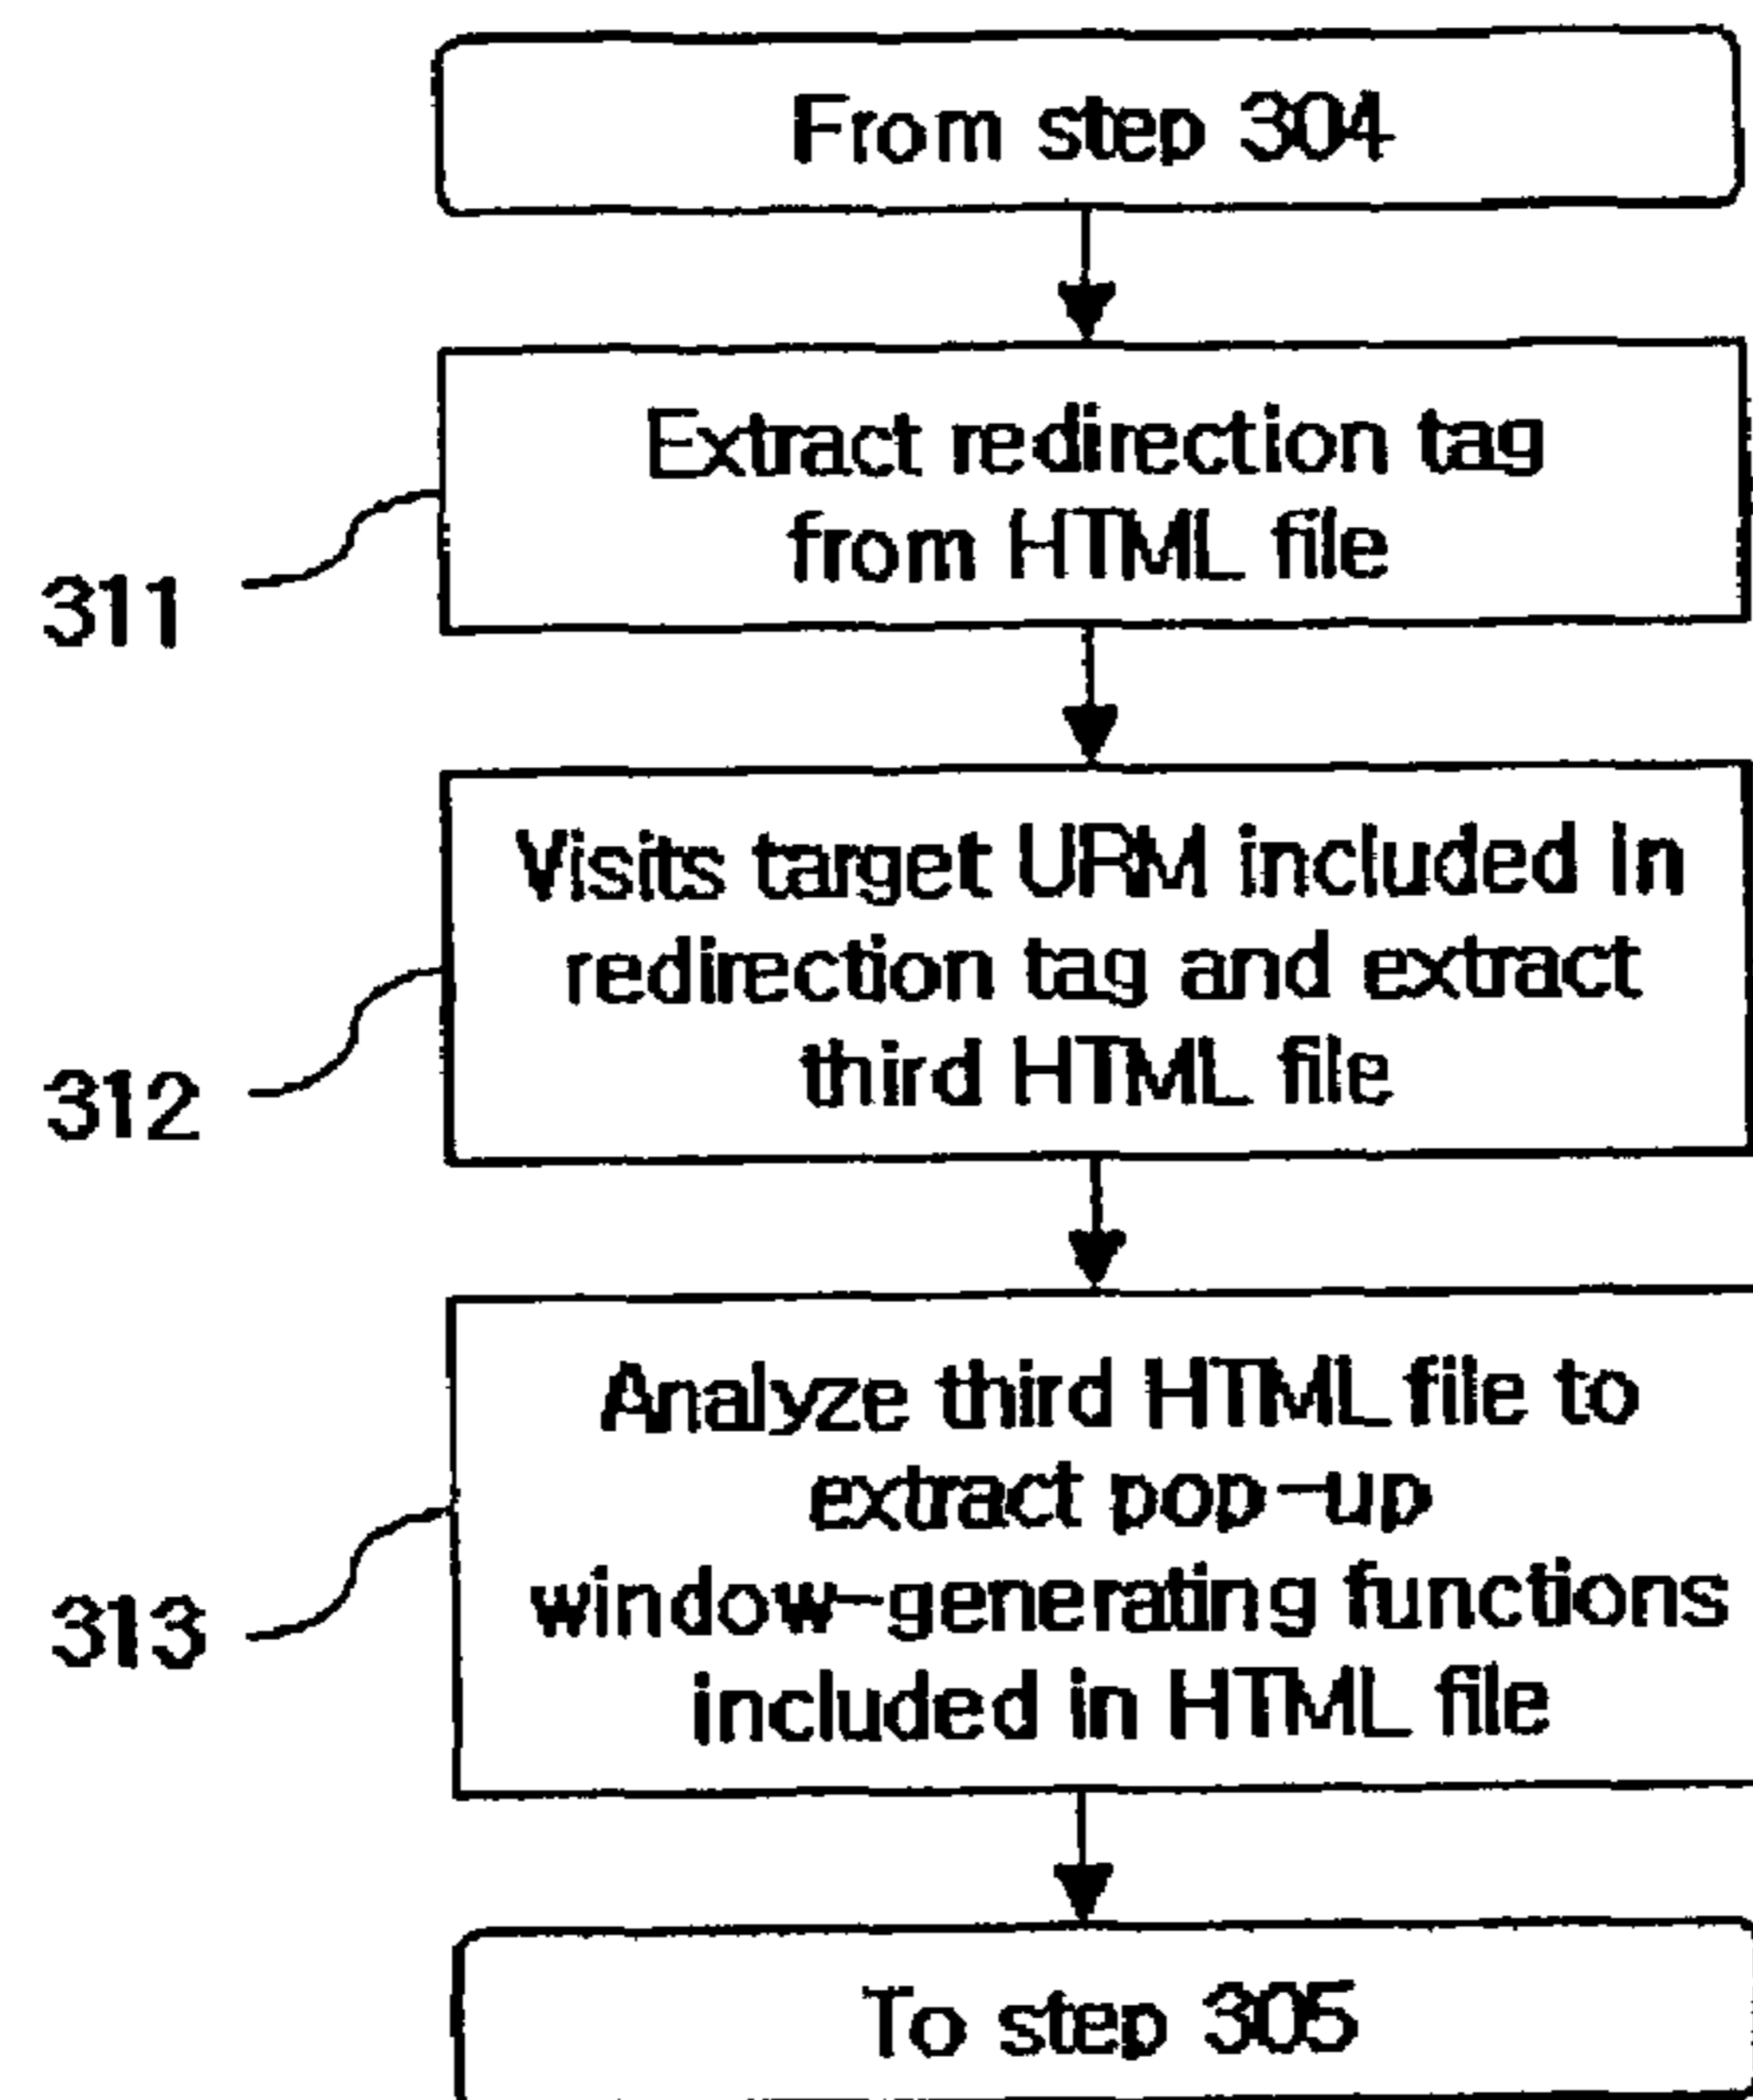 From step 304
Extract redirection tag
from HTML file
311
Visits target URM included in
redirection tag and extract
third HTML file
312
Analyze third HTML file to
extract pop-up
window-generating functions
included in HTML file
313
To step 305